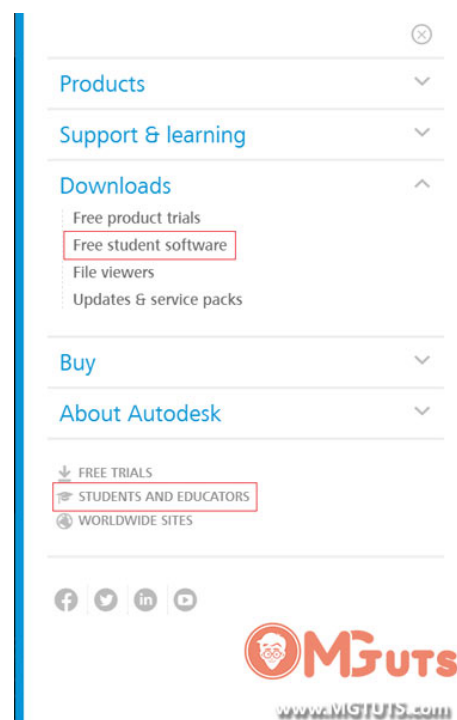 Products
Support & learning
Downloads
Free product trials
Free student software
File viewers
Updates & service packs
Buy
About Autodesk
FREE TRIALS
STUDENTS AND EDUCATORS
WORLDWIDE SITES
MGTUTS
www.MGTUTS.com